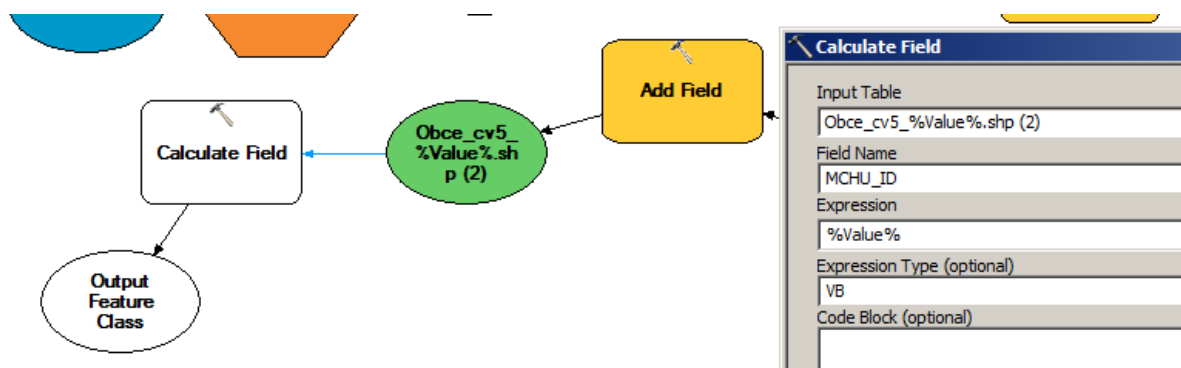 Calculate Field
Add Field
Input Table
Obce_cv5_%Value%.shp (2)
Field Name
MCHU_ID
Expression
%Value%
Expression Type (optional)
VB
Code Block (optional)
Calculate Field
Obce_cv5_
%Value%.sh
p (2)
Output
Feature
Class